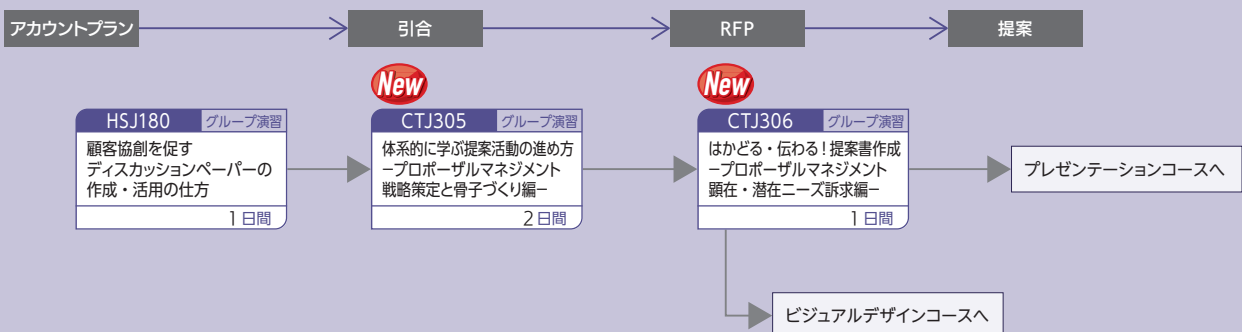 アカウントプラン
引合
RFP
提案
New
New
HSJ180 グループ演習
顧客協創を促す
ディスカッションペーパーの
作成・活用の仕方
1日間
CTJ305 グループ演習
体系的に学ぶ提案活動の進め方
−プロポーザルマネジメント
戦略策定と骨子づくり編−
2日間
CTJ306 グループ演習
はかどる・伝わる!提案書作成
−プロポーザルマネジメント
顕在・潜在ニーズ訴求編−
1日間
プレゼンテーションコースへ
ビジュアルデザインコースへ